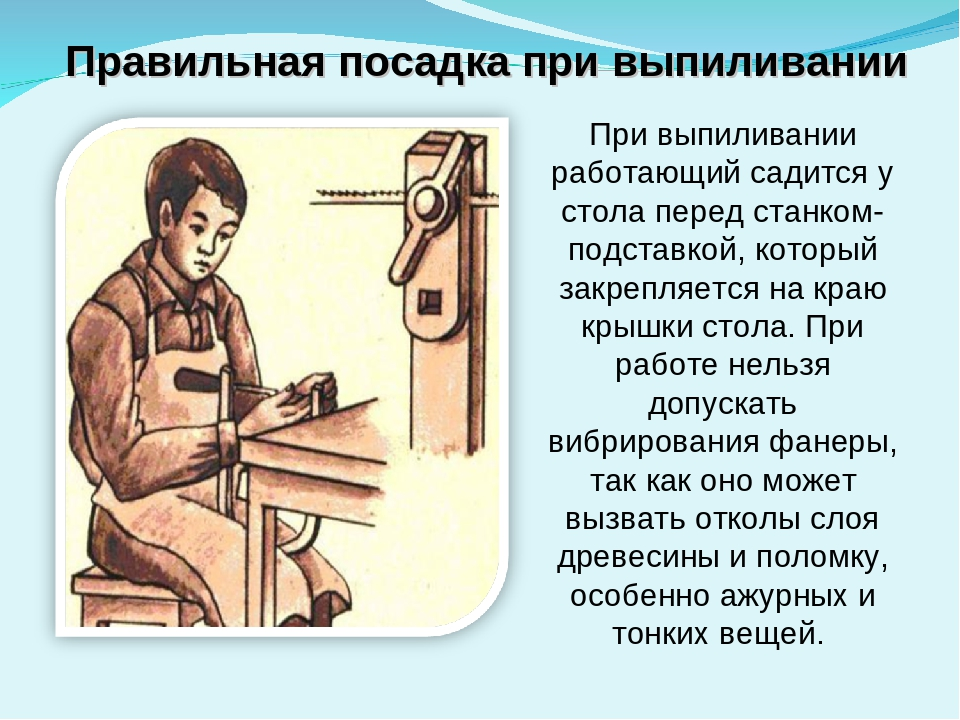 Правильная посадка при выпиливании
При выпиливании
работающий садится у
стола перед станком-
подставкой, который
закрепляется на краю
крышки стола. При
работе нельзя
допускать
вибрирования фанеры,
так как оно может
вызвать отколы слоя
древесины и поломку,
особенно ажурных и
тонких вещей.